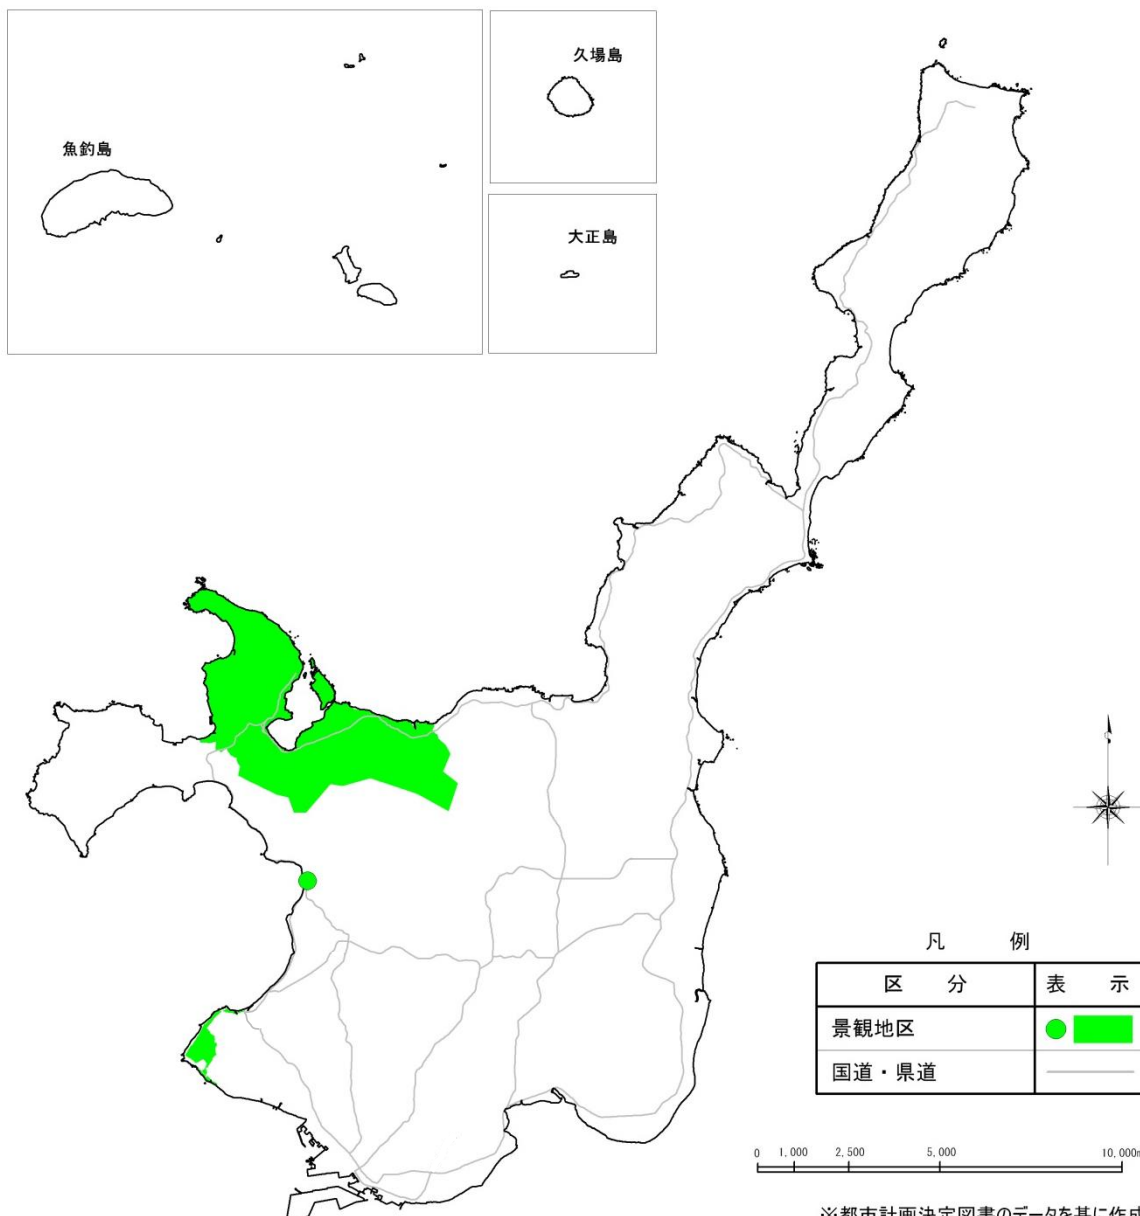 久場島
魚釣島
大正島
凡 例
区 分 表 示
景観地区
国道・県道
0 1,000 2,500 5,000 10,000m
※都市計画決定図書のデータを基に作成